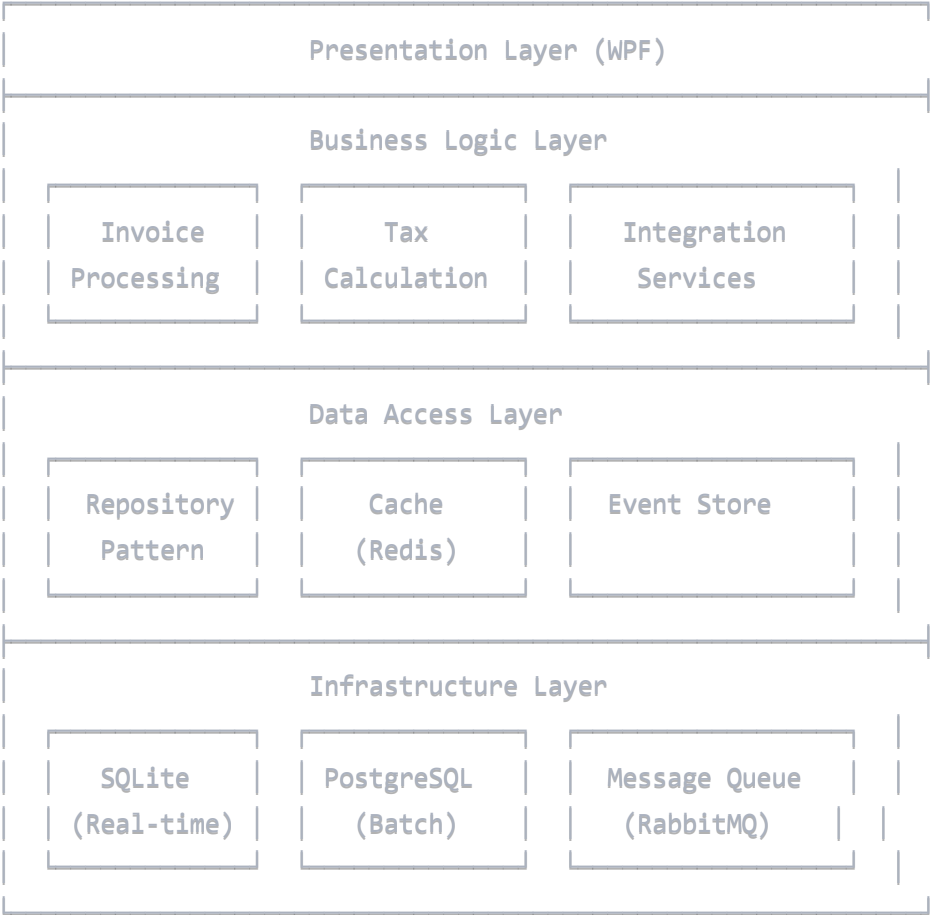 Presentation Layer (WPF)
Business Logic Layer
Invoice Processing
Tax Calculation
Integration Services
Data Access Layer
Repository Pattern
Cache (Redis)
Event Store
Infrastructure Layer
SQLite (Real-time)
PostgreSQL (Batch)
Message Queue (RabbitMQ)